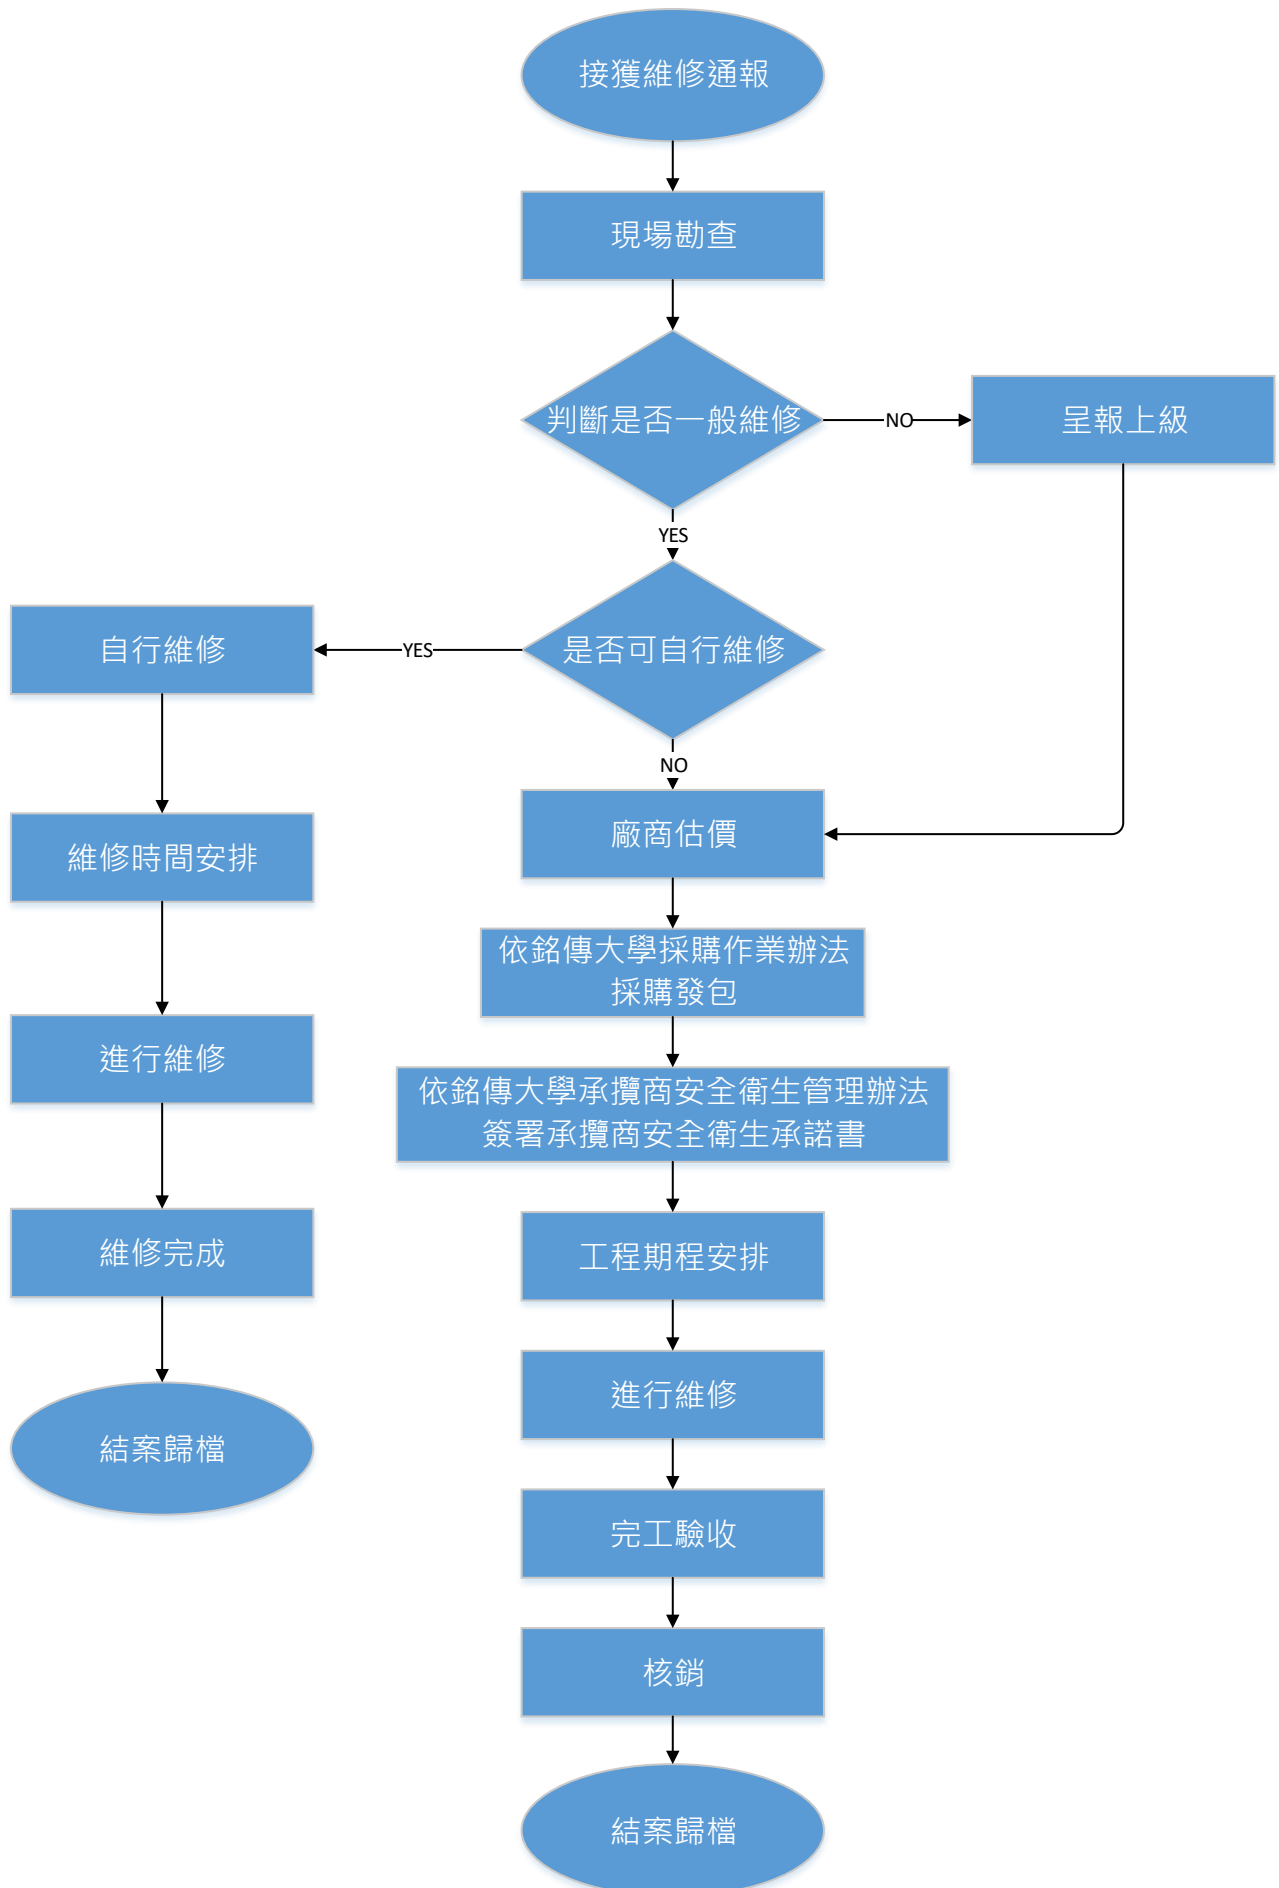 接獲維修通報
現場勘查
判斷是否一般維修
NO
呈報上級
YES
自行維修
YES
是否可自行維修
NO
廠商估價
維修時間安排
依銘傳大學採購作業辦法
採購發包
進行維修
依銘傳大學承攬商安全衛生管理辦法
簽署承攬商安全衛生承諾書
維修完成
工程期程安排
進行維修
結案歸檔
完工驗收
核銷
結案歸檔